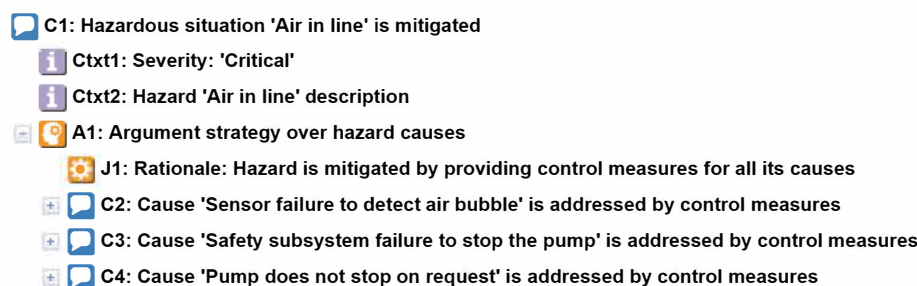 C1: Hazardous situation 'Air in line' is mitigated
Ctxt1: Severity: 'Critical'
Ctxt2: Hazard 'Air in line' description
A1: Argument strategy over hazard causes
J1: Rationale: Hazard is mitigated by providing control measures for all its causes
C2: Cause 'Sensor failure to detect air bubble' is addressed by control measures
C3: Cause 'Safety subsystem failure to stop the pump' is addressed by control measures
C4: Cause 'Pump does not stop on request' is addressed by control measures